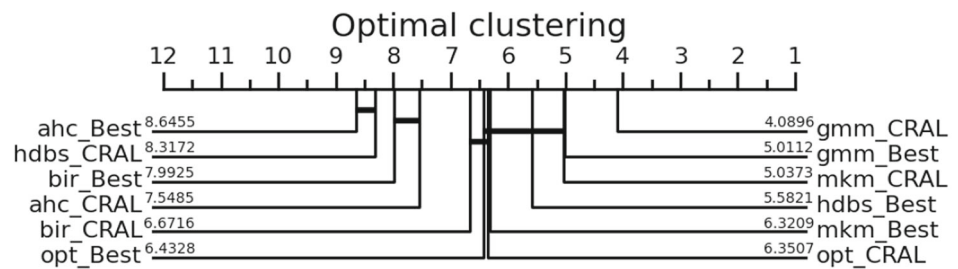 Optimal clustering
12 11 10 9 8 7 6 5 4 3 2 1
ahc_Best 8.6455 4.0896 gmm_CRAL
hdbs_CRAL 8.3172 5.0112 gmm_Best
bir_Best 7.9925 5.0373 mkm_CRAL
ahc_CRAL 7.5485 5.5821 hdbs_Best
bir_CRAL 6.6716 6.3209 mkm_Best
opt_Best 6.4328 6.3507 opt_CRAL